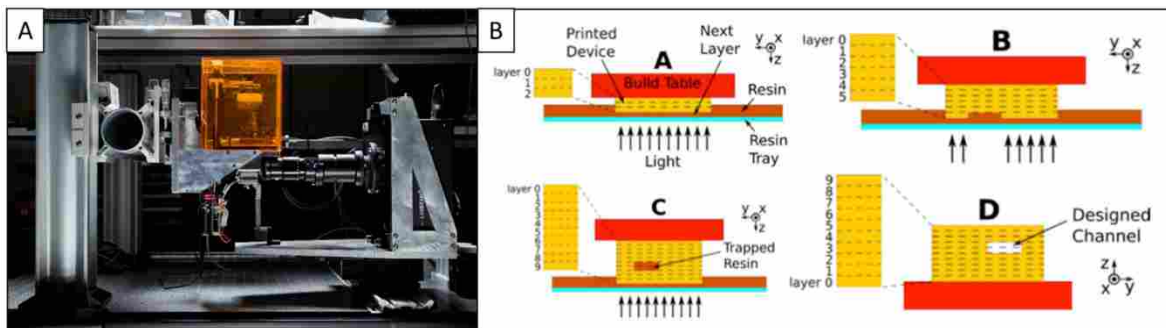 A
B
A
Printed
Device
Next
Layer
y x
z
layer 0
1
2
Build Table
Resin
Resin
Tray
Light
B
layer 0
1
2
3
4
5
y x
z
C
layer 0
1
2
3
4
5
6
7
8
9
y x
z
Trapped
Resin
D
9
8
7
6
5
4
3
2
1
layer 0
Designed
Channel
z
x y